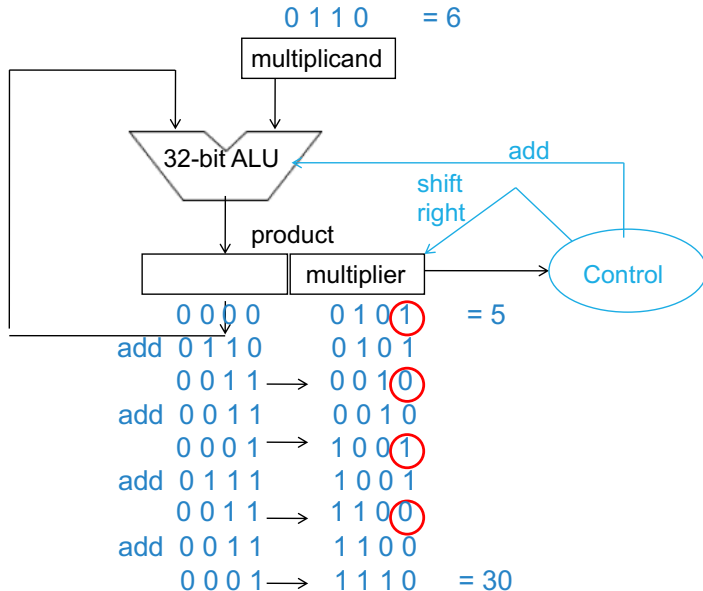 0 1 1 0 = 6
multiplicand
32-bit ALU
add
shift
right
product
multiplier
Control
0 0 0 0 0 1 0 1 = 5
add 0 1 1 0 0 1 0 1
0 0 1 1 0 0 1 0
add 0 0 1 1 0 0 1 0
0 0 0 1 1 0 0 1
add 0 1 1 1 1 0 0 1
0 0 1 1 1 1 0 0
add 0 0 1 1 1 1 0 0
0 0 0 1 1 1 1 0 = 30